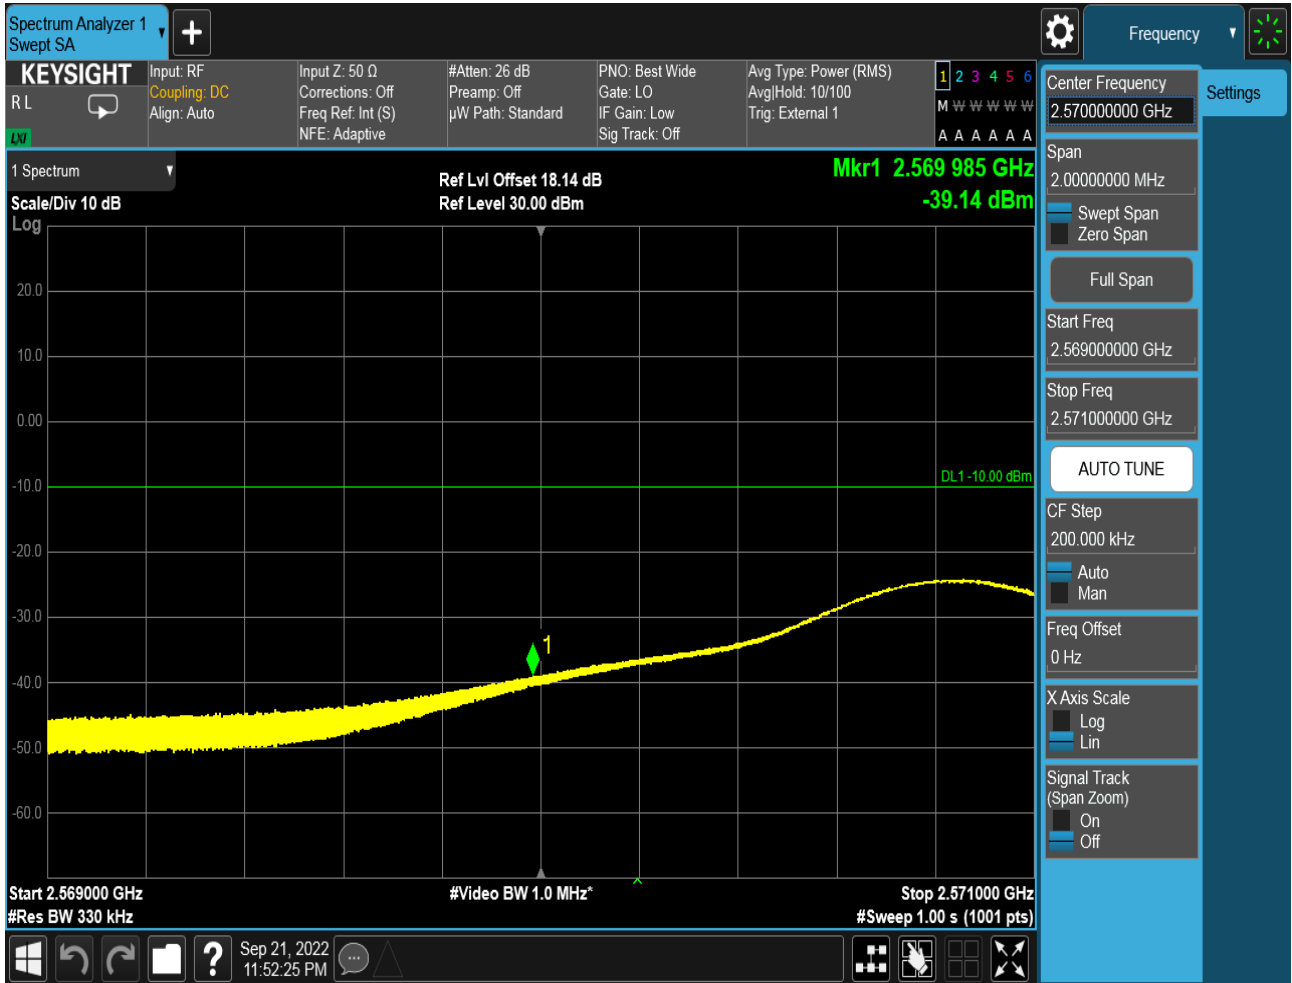 Spectrum Analyzer 1
Swept SA
Frequency
KEYSIGHT
R L
LXI
Input: RF
Coupling: DC
Align: Auto
Input Z: 50 Ω
Corrections: Off
Freq Ref: Int (S)
NFE: Adaptive
#Atten: 26 dB
Preamp: Off
µW Path: Standard
PNO: Best Wide
Gate: LO
IF Gain: Low
Sig Track: Off
Avg Type: Power (RMS)
Avg|Hold: 10/100
Trig: External 1
1 2 3 4 5 6
M W W W W W
A A A A A A
1 Spectrum
Scale/Div 10 dB
Log
Ref Lvl Offset 18.14 dB
Ref Level 30.00 dBm
Mkr1 2.569 985 GHz
-39.14 dBm
20.0
10.0
0.00
-10.0
-20.0
-30.0
-40.0
-50.0
-60.0
DL1 -10.00 dBm
1
Start 2.569000 GHz
#Res BW 330 kHz
#Video BW 1.0 MHz*
Stop 2.571000 GHz
#Sweep 1.00 s (1001 pts)
Center Frequency
2.570000000 GHz
Settings
Span
2.00000000 MHz
Swept Span
Zero Span
Full Span
Start Freq
2.569000000 GHz
Stop Freq
2.571000000 GHz
AUTO TUNE
CF Step
200.000 kHz
Auto
Man
Freq Offset
0 Hz
X Axis Scale
Log
Lin
Signal Track
(Span Zoom)
On
Off
?
Sep 21, 2022
11:52:25 PM